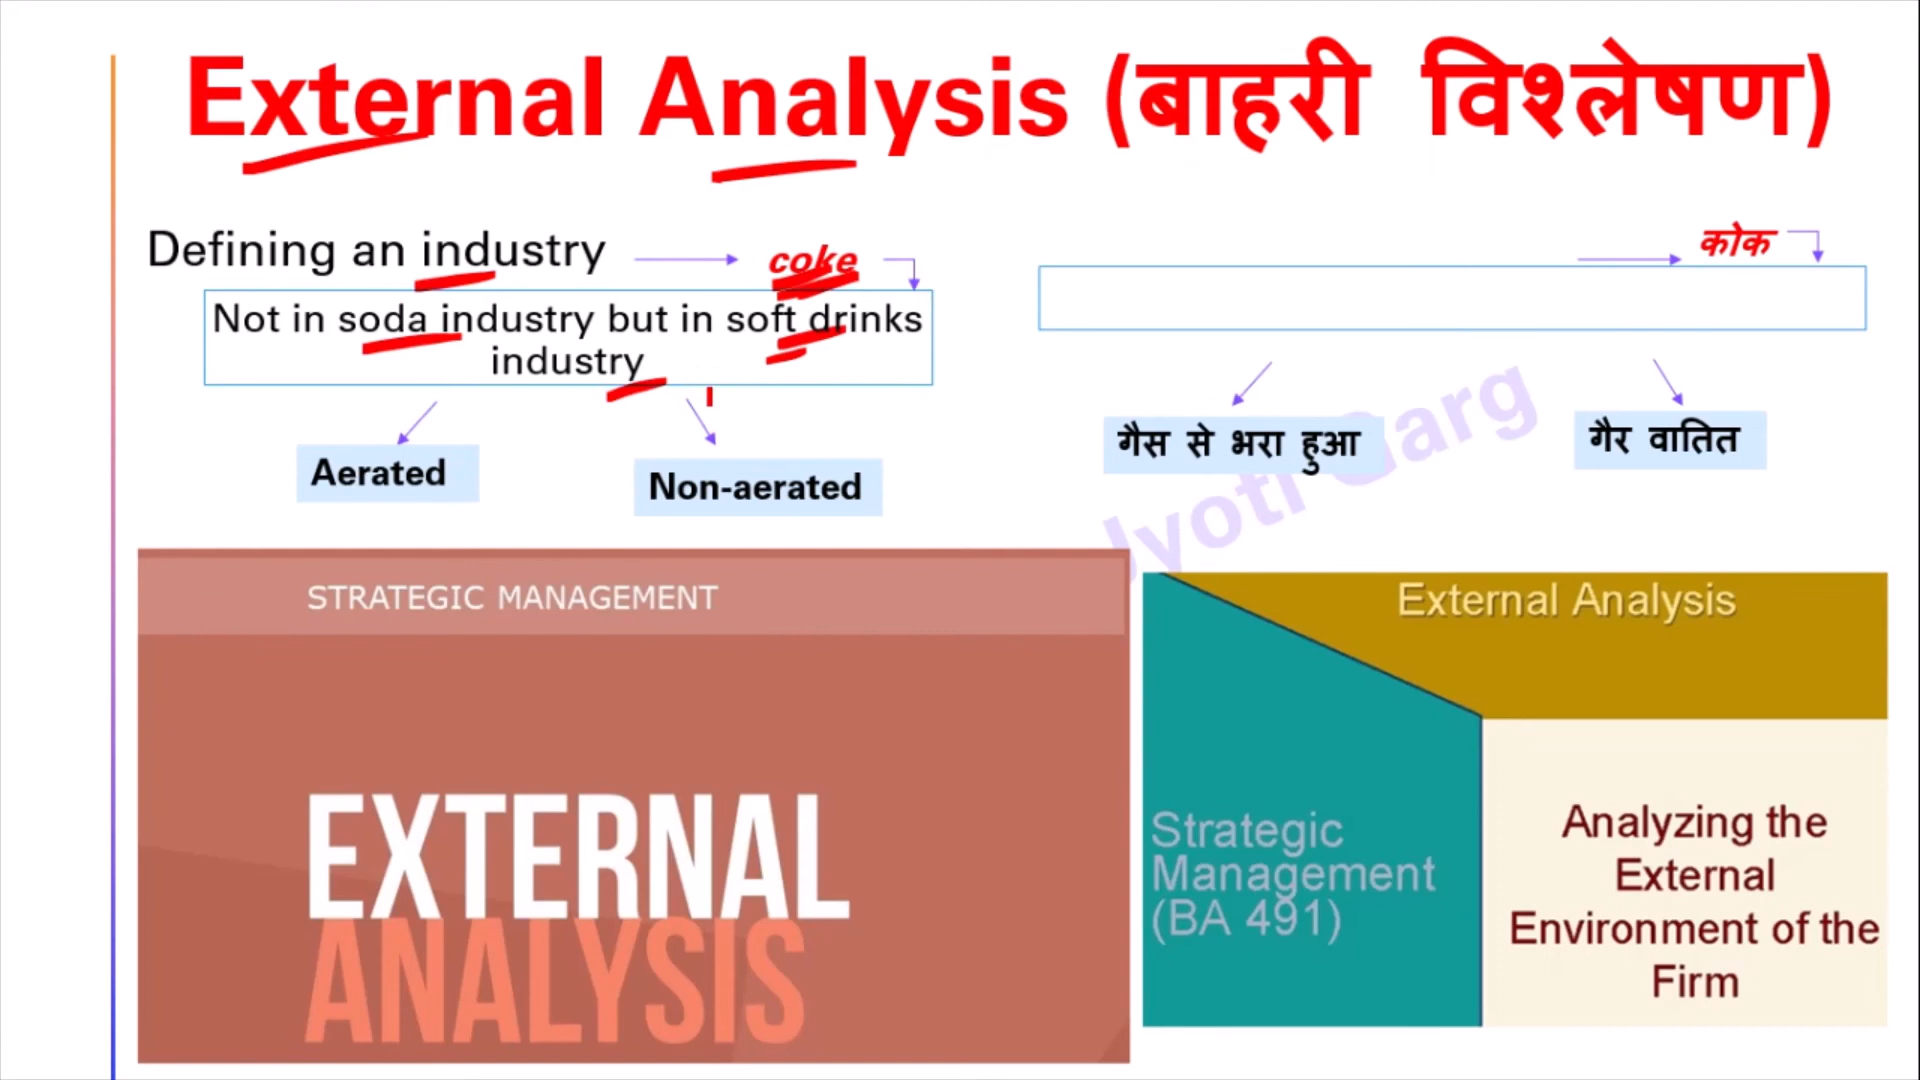 External Analysis (बाहरी विश्लेषण)
Defining an industry
coke
Not in soda industry but in soft drinks
industry
Aerated
Non-aerated
कोक
गैस से भरा हुआ
गैर वातित
Jyoti Garg
STRATEGIC MANAGEMENT
EXTERNAL
ANALYSIS
External Analysis
Strategic
Management
(BA 491)
Analyzing the
External
Environment of the
Firm